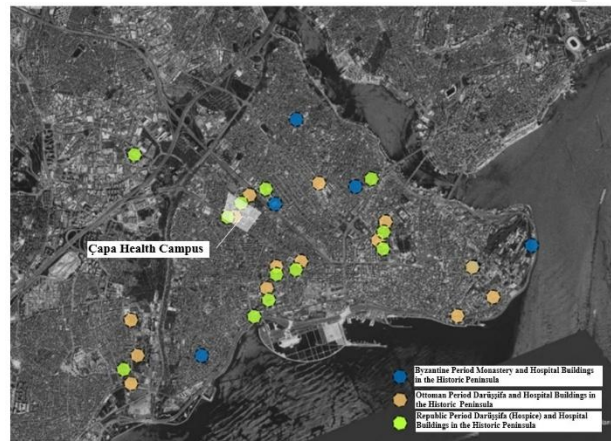 Çapa Health Campus
Byzantine Period Monastery and Hospital Buildings
in the Historic Peninsula
Ottoman Period Darüşşifa and Hospital Buildings in
the Historic Peninsula
Republic Period Darüşşifa (Hospice) and Hospital
Buildings in the Historic Peninsula